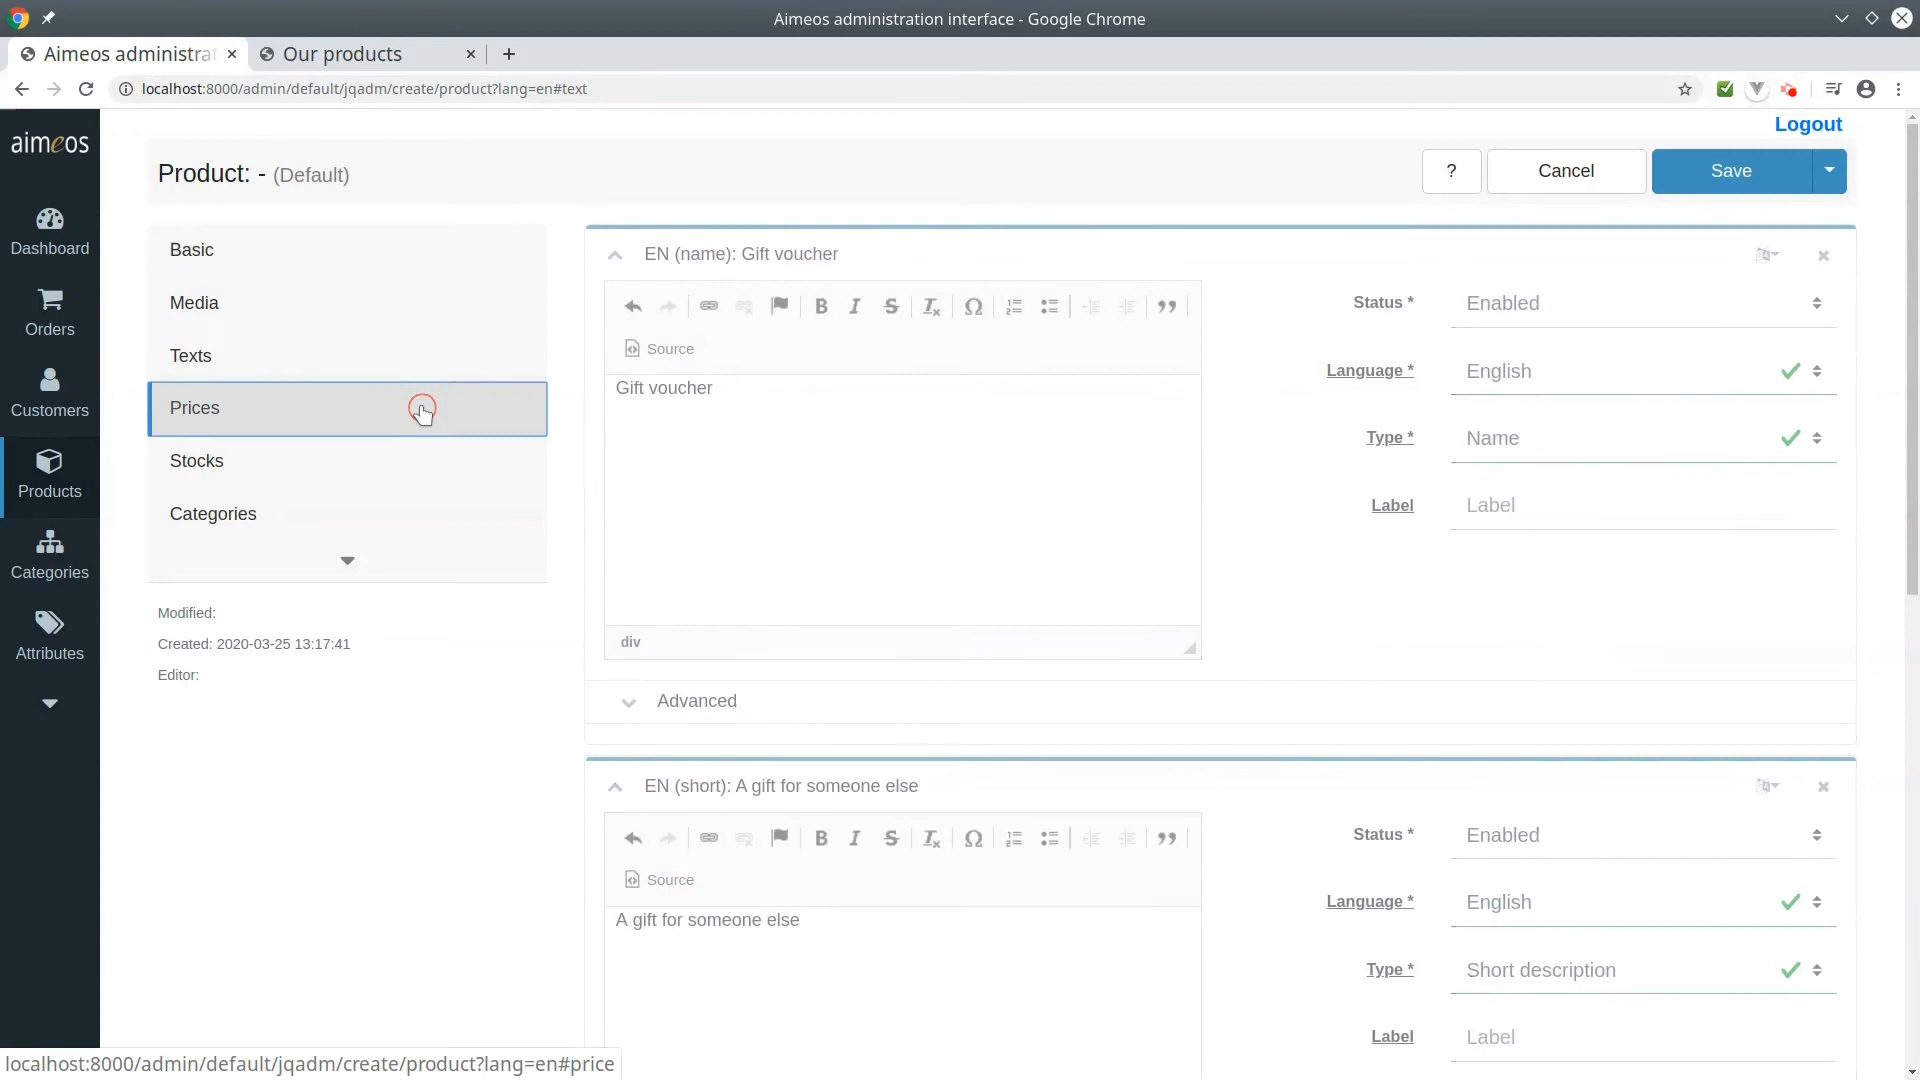 Aimeos administration interface - Google Chrome
Aimeos administrat
Our products
localhost:8000/admin/default/jqadm/create/product?lang=en#text
aimeos
Logout
Product: - (Default)
?
Cancel
Save
Dashboard
Orders
Customers
Products
Categories
Attributes
Basic
Media
Texts
Prices
Stocks
Categories
Modified:
Created: 2020-03-25 13:17:41
Editor:
EN (name): Gift voucher
Source
Gift voucher
div
Status *
Enabled
Language *
English
Type *
Name
Label
Label
Advanced
EN (short): A gift for someone else
Source
A gift for someone else
Status *
Enabled
Language *
English
Type *
Short description
Label
Label
localhost:8000/admin/default/jqadm/create/product?lang=en#price